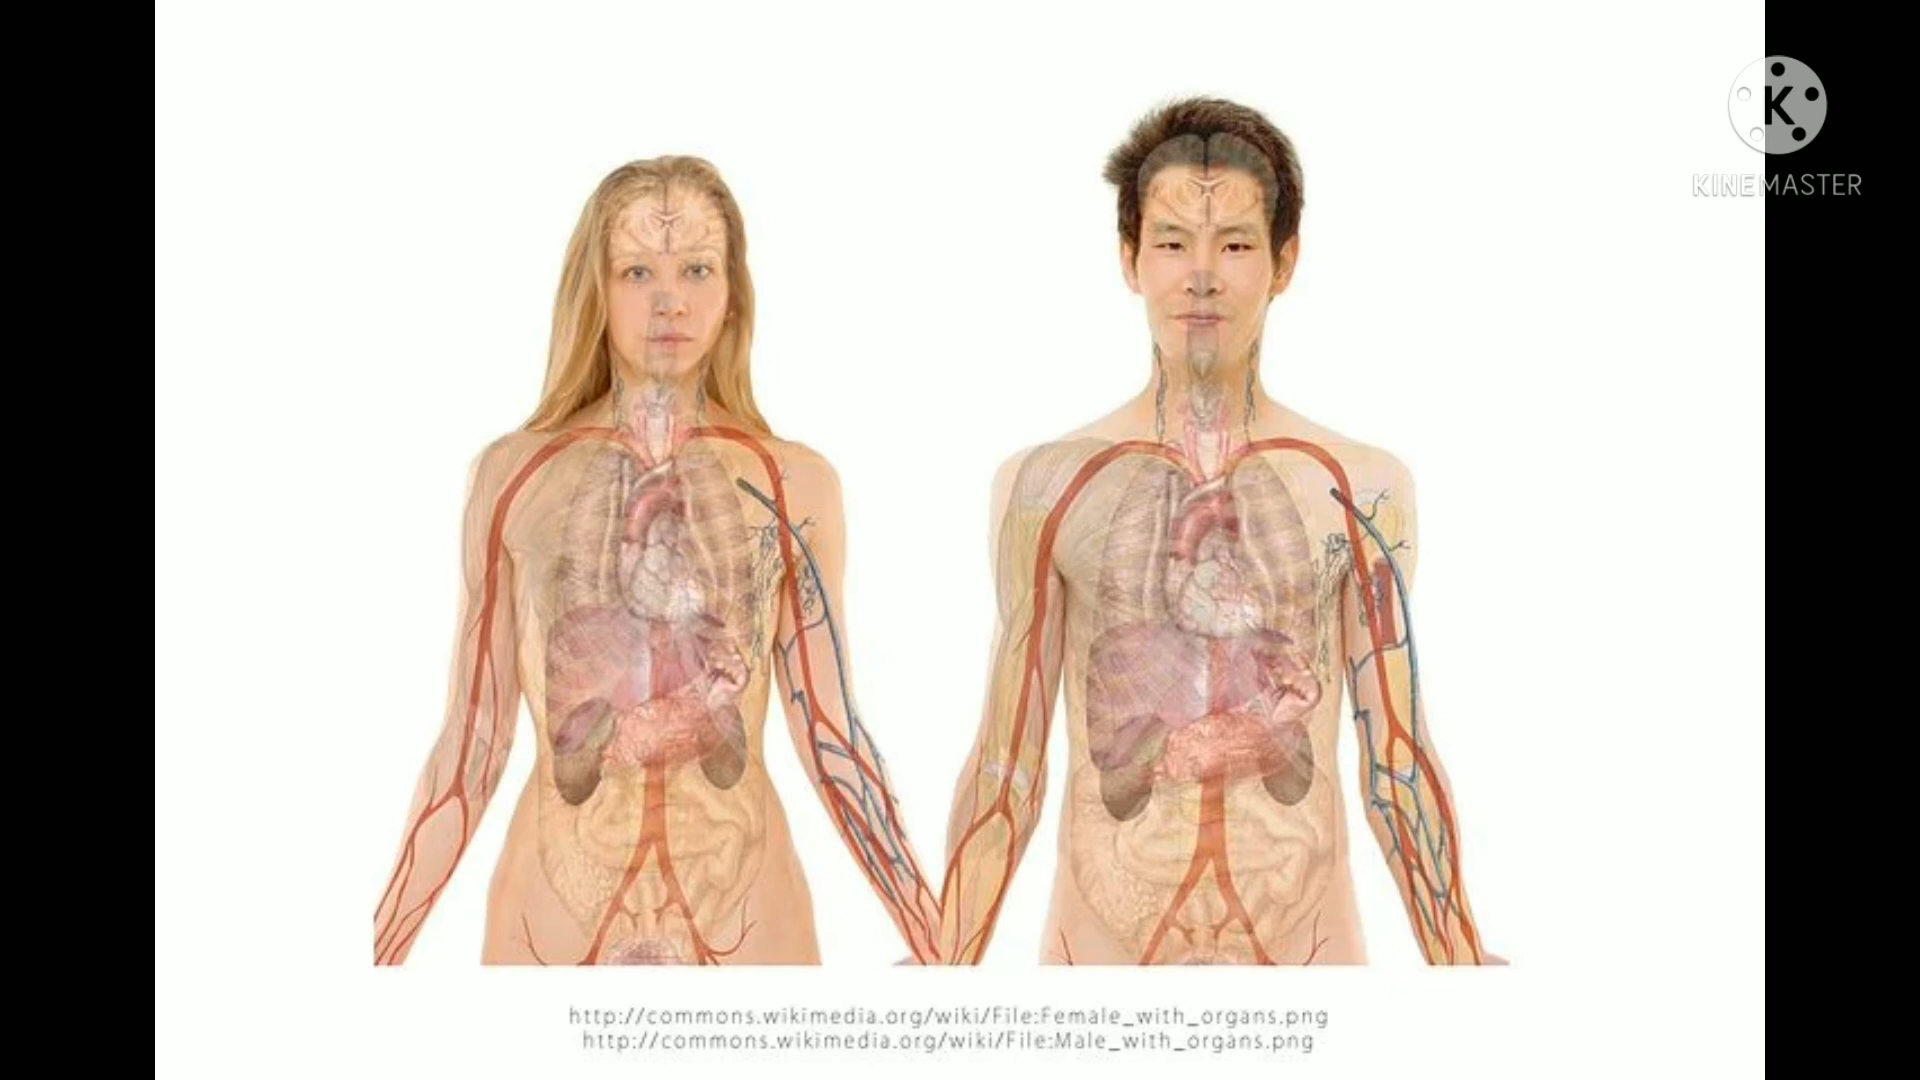 K
KINEMASTER
http://commons.wikimedia.org/wiki/File:Female_with_organs.png
http://commons.wikimedia.org/wiki/File:Male_with_organs.png